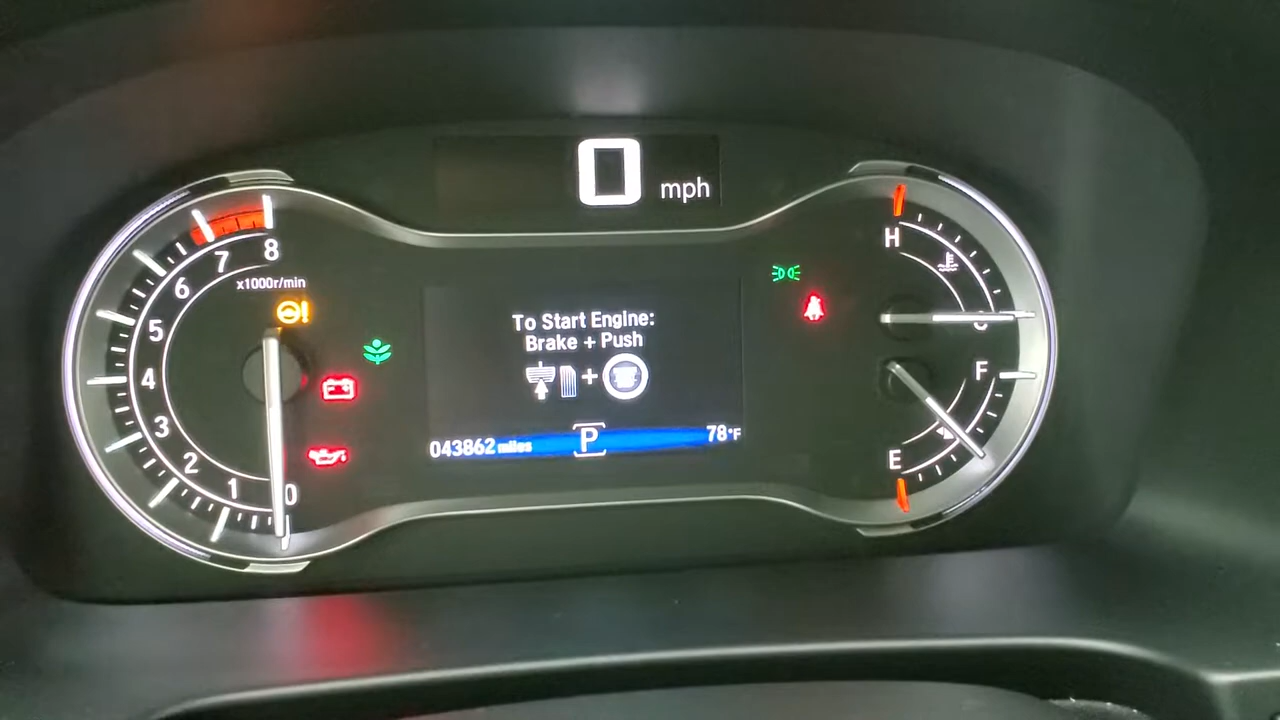 0 mph
8
7
6
5
4
3
2
1
0
x1000r/min
To Start Engine:
Brake + Push
+
043862 miles P 78°F
H
C
F
E